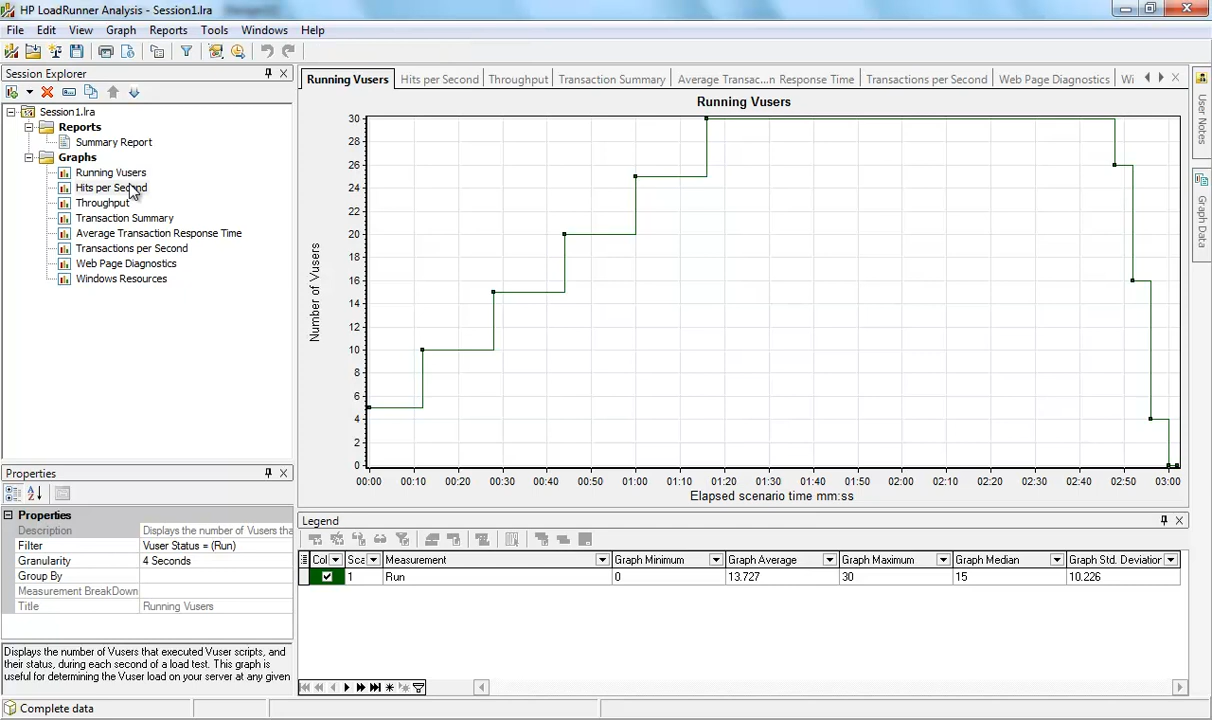 HP LoadRunner Analysis - Session1.lra
File Edit View Graph Reports Tools Windows Help
Session Explorer
Session1.lra
Reports
Summary Report
Graphs
Running Vusers
Hits per Second
Throughput
Transaction Summary
Average Transaction Response Time
Transactions per Second
Web Page Diagnostics
Windows Resources
Properties
Properties
Description Displays the number of Vusers tha
Filter Vuser Status = (Run)
Granularity 4 Seconds
Group By
Measurement BreakDown
Title Running Vusers
Displays the number of Vusers that executed Vuser scripts, and
their status, during each second of a load test. This graph is
useful for determining the Vuser load on your server at any given
Complete data
Running Vusers Hits per Second Throughput Transaction Summary Average Transac...n Response Time Transactions per Second Web Page Diagnostics Wi
Running Vusers
Number of Vusers
30
28
26
24
22
20
18
16
14
12
10
8
6
4
2
0
00:00 00:10 00:20 00:30 00:40 00:50 01:00 01:10 01:20 01:30 01:40 01:50 02:00 02:10 02:20 02:30 02:40 02:50 03:00
Elapsed scenario time mm:ss
Legend
Col Sca Measurement Graph Minimum Graph Average Graph Maximum Graph Median Graph Std. Deviation
1 Run 0 13.727 30 15 10.226
User Notes
Graph Data